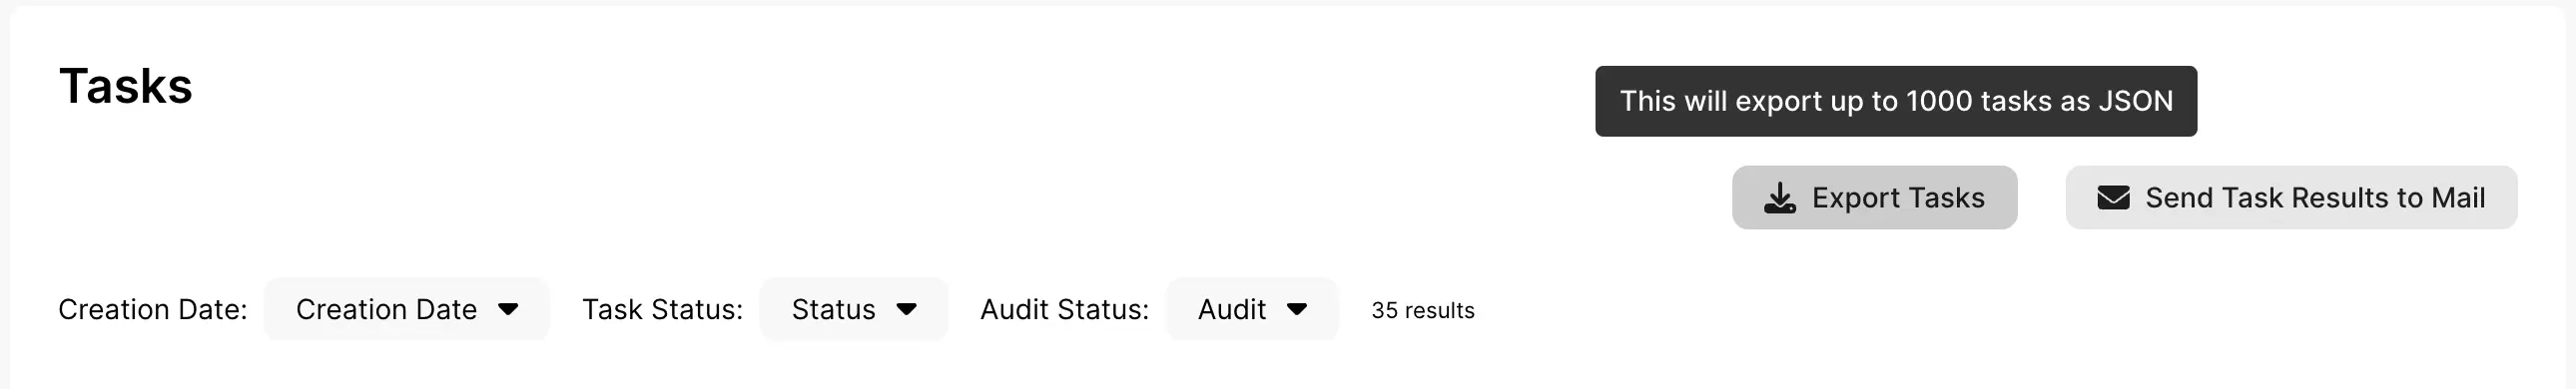 Tasks
This will export up to 1000 tasks as JSON
Export Tasks
Send Task Results to Mail
Creation Date: Creation Date Task Status: Status Audit Status: Audit 35 results